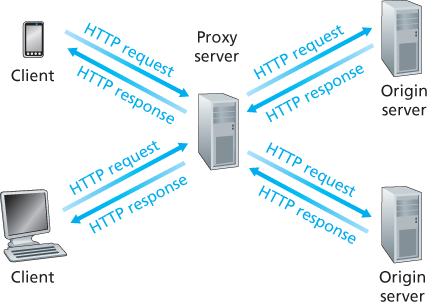 HTTP request
HTTP response
Client
Proxy
server
HTTP request
HTTP response
Origin
server
HTTP request
HTTP response
Client
HTTP request
HTTP response
Origin
server